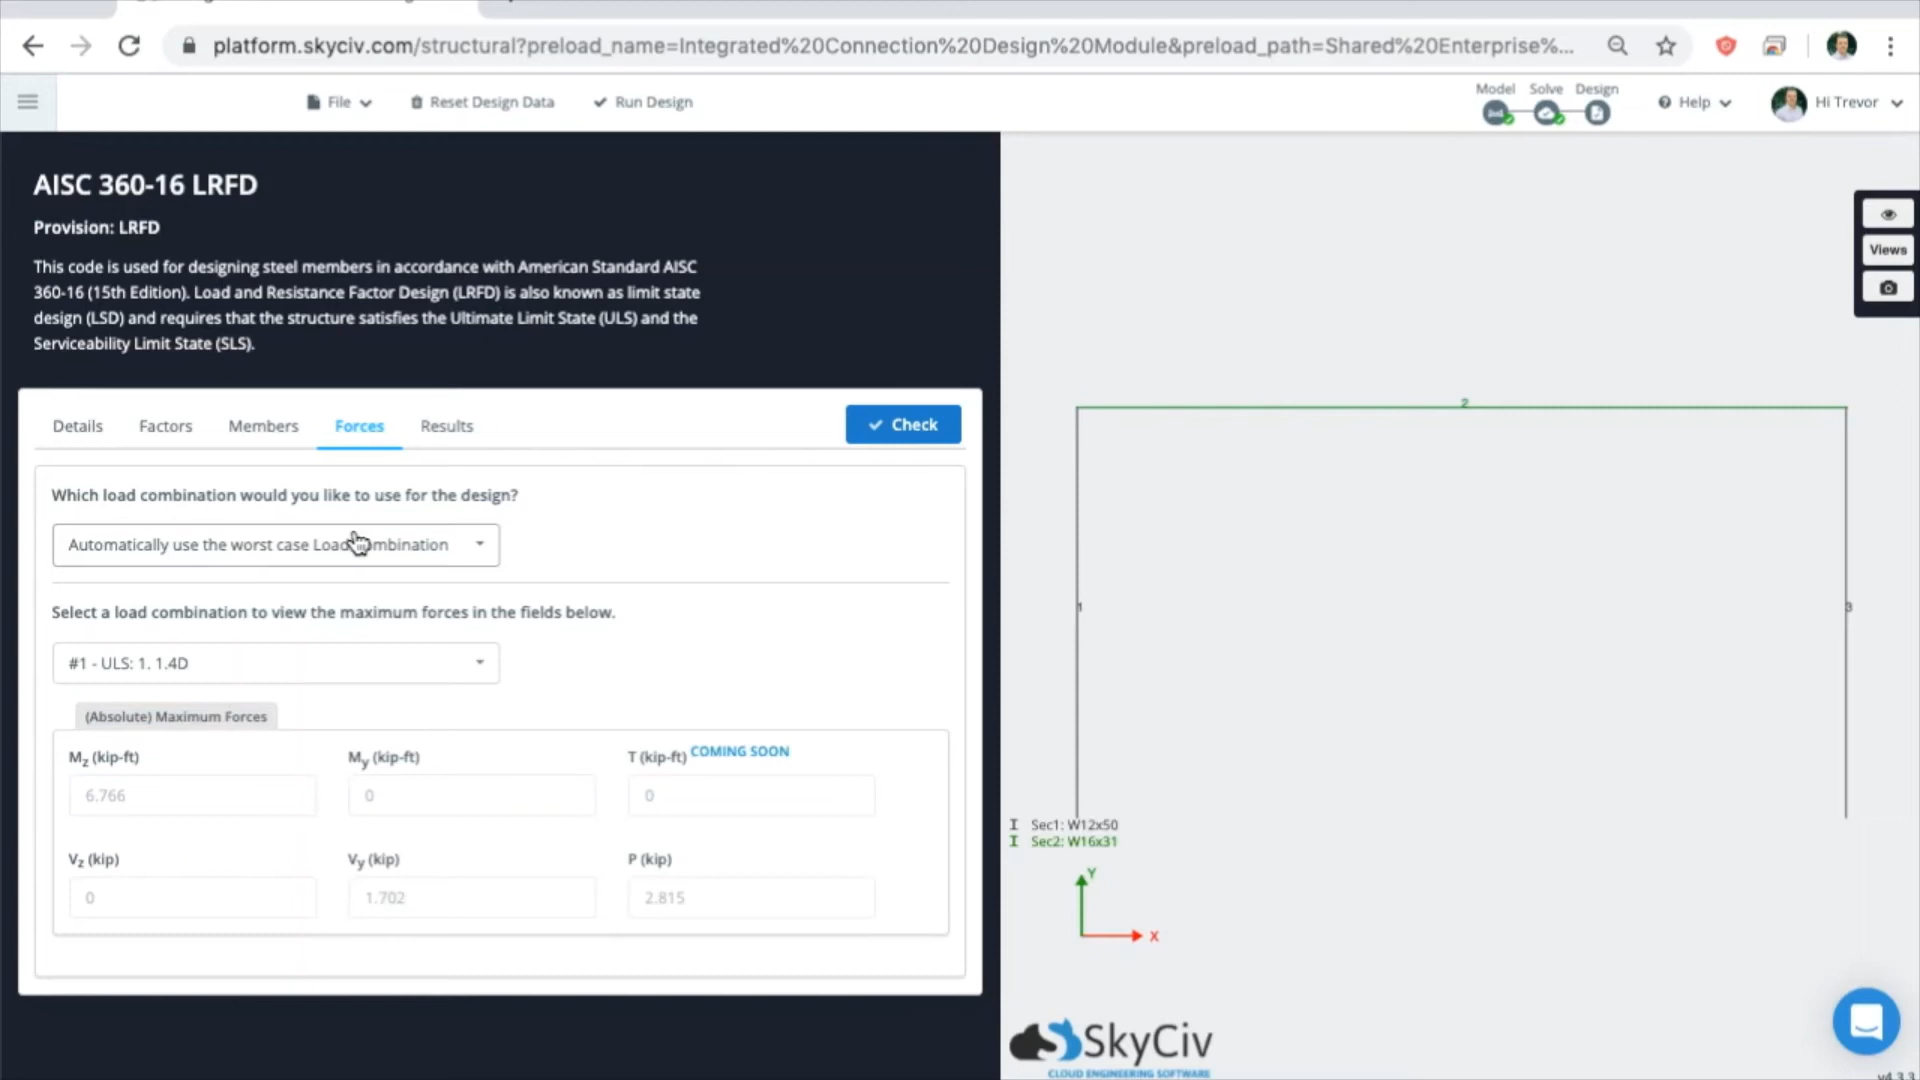 platform.skyciv.com/structural?preload_name=Integrated%20Connection%20Design%20Module&preload_path=Shared%20Enterprise%...
File
Reset Design Data
Run Design
Model
Solve
Design
Help
Hi Trevor
AISC 360-16 LRFD
Provision: LRFD
This code is used for designing steel members in accordance with American Standard AISC
360-16 (15th Edition). Load and Resistance Factor Design (LRFD) is also known as limit state
design (LSD) and requires that the structure satisfies the Ultimate Limit State (ULS) and the
Serviceability Limit State (SLS).
Details
Factors
Members
Forces
Results
Check
Which load combination would you like to use for the design?
Automatically use the worst case Load Combination
Select a load combination to view the maximum forces in the fields below.
#1 - ULS: 1. 1.4D
(Absolute) Maximum Forces
Mz (kip-ft)
My (kip-ft)
T (kip-ft) COMING SOON
6.766
0
0
Vz (kip)
Vy (kip)
P (kip)
0
1.702
2.815
Views
2
1
3
I Sec1: W12x50
I Sec2: W16x31
Y
X
SkyCiv
CLOUD ENGINEERING SOFTWARE
v4.3.3